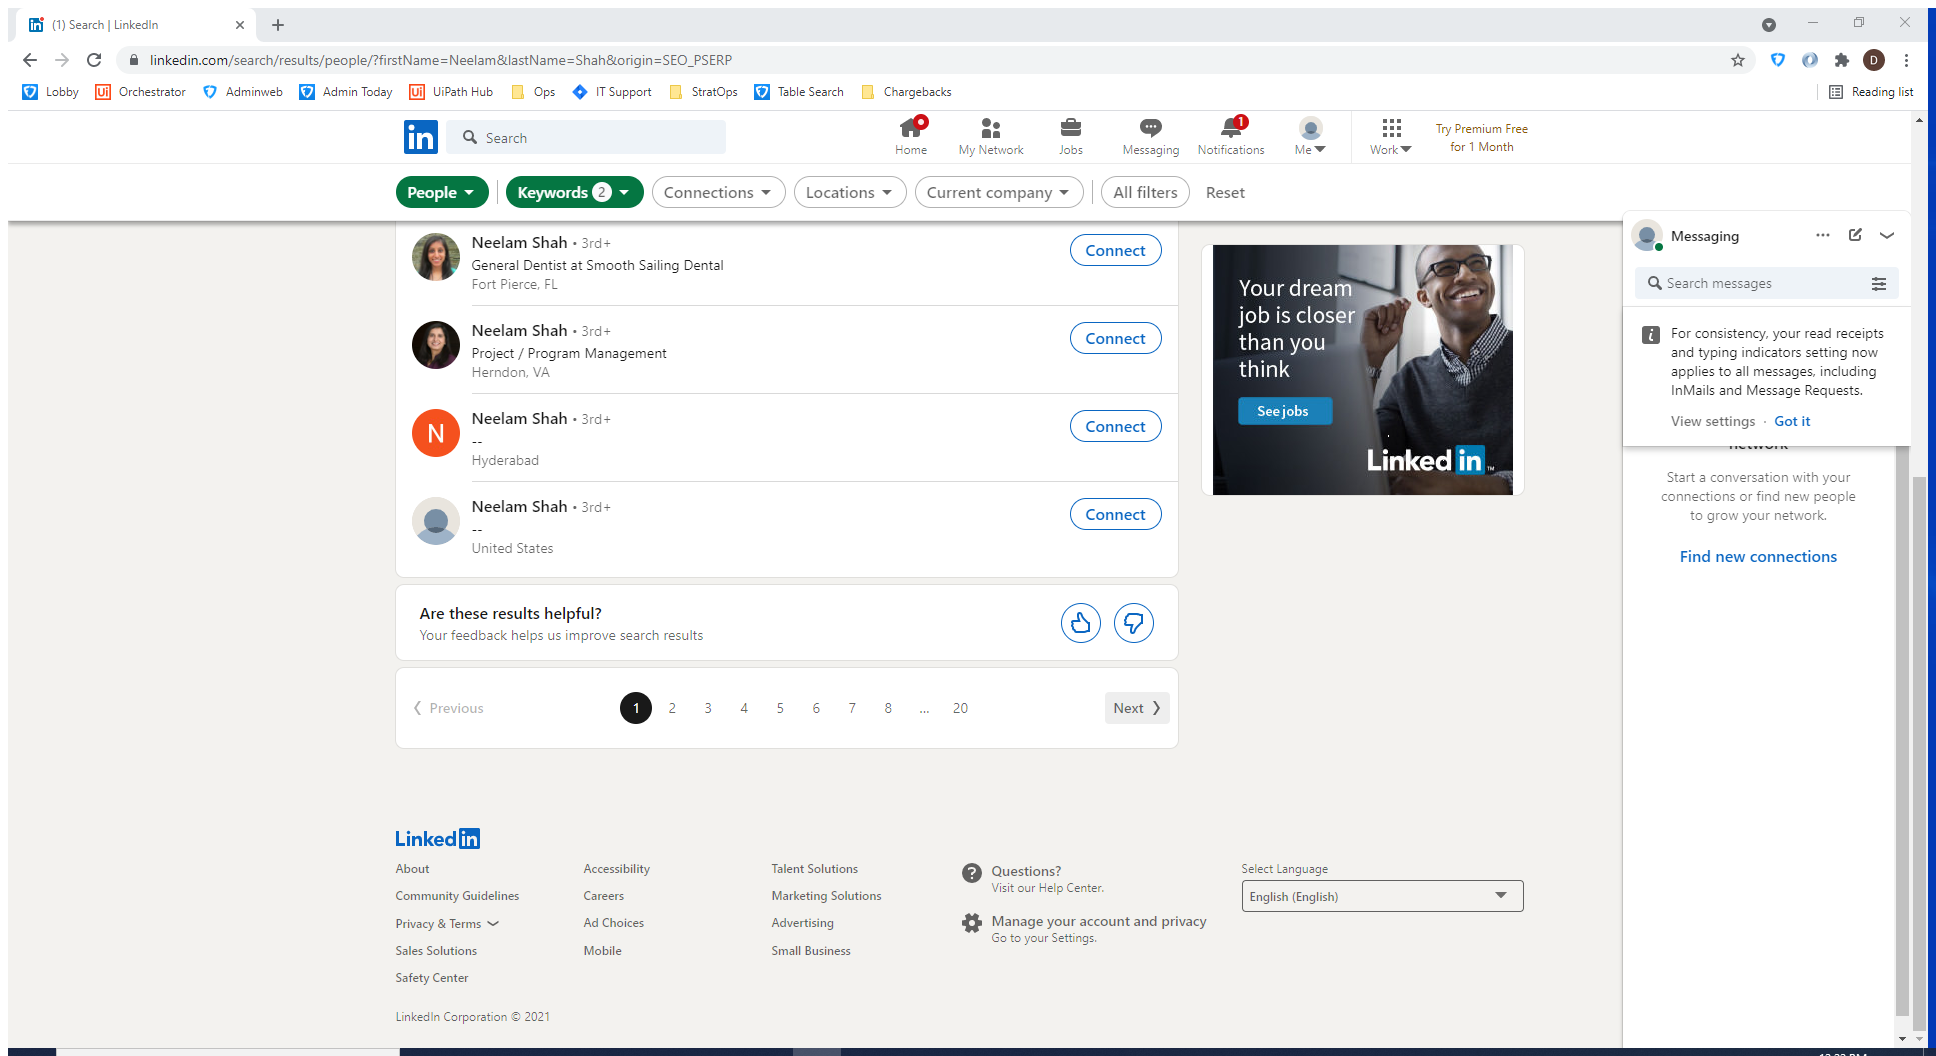 (1) Search | LinkedIn
linkedin.com/search/results/people/?firstName=Neelam&lastName=Shah&origin=SEO_PSERP
D
Lobby Orchestrator Adminweb Admin Today UiPath Hub Ops IT Support StratOps Table Search Chargebacks Reading list
in Search
Home My Network Jobs Messaging 1 Notifications Me Work
Try Premium Free
for 1 Month
People Keywords 2 Connections Locations Current company All filters Reset
Neelam Shah • 3rd+
General Dentist at Smooth Sailing Dental
Fort Pierce, FL
Connect
Neelam Shah • 3rd+
Project / Program Management
Herndon, VA
Connect
N
Neelam Shah • 3rd+
--
Hyderabad
Connect
Neelam Shah • 3rd+
--
United States
Connect
Are these results helpful?
Your feedback helps us improve search results
Previous 1 2 3 4 5 6 7 8 ... 20 Next
Your dream
job is closer
than you
think
See jobs
Linked in ™
Messaging
Search messages
For consistency, your read receipts
and typing indicators setting now
applies to all messages, including
InMails and Message Requests.
View settings · Got it
network
Start a conversation with your
connections or find new people
to grow your network.
Find new connections
Linked in
About
Community Guidelines
Privacy & Terms
Sales Solutions
Safety Center
Accessibility
Careers
Ad Choices
Mobile
Talent Solutions
Marketing Solutions
Advertising
Small Business
Questions?
Visit our Help Center.
Manage your account and privacy
Go to your Settings.
Select Language
English (English)
LinkedIn Corporation © 2021